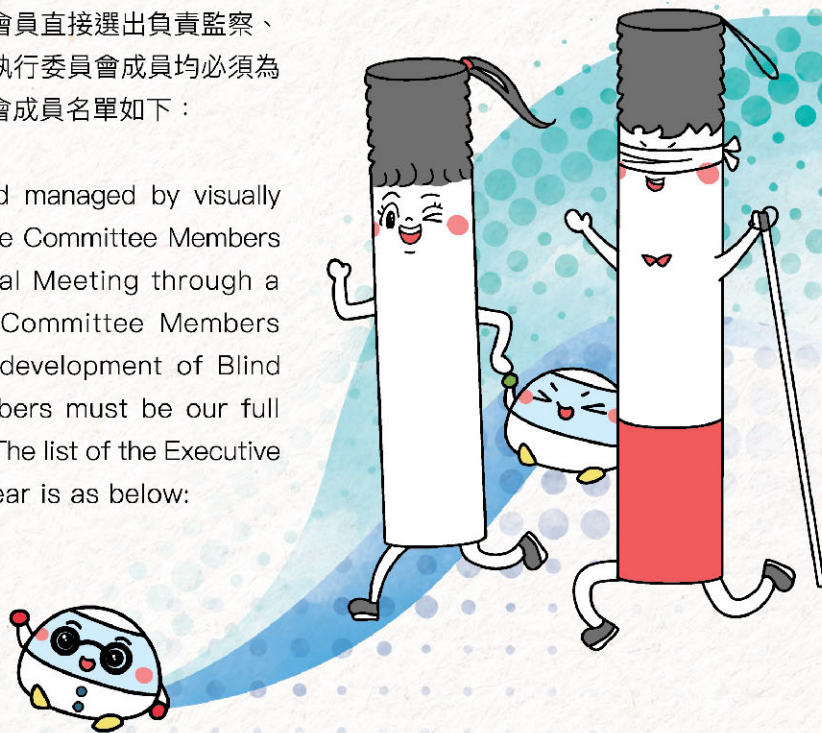 會員直接選出負責監察、
執行委員會成員均必須為
會成員名單如下：
d managed by visually
e Committee Members
al Meeting through a
Committee Members
development of Blind
bers must be our full
The list of the Executive
ear is as below: